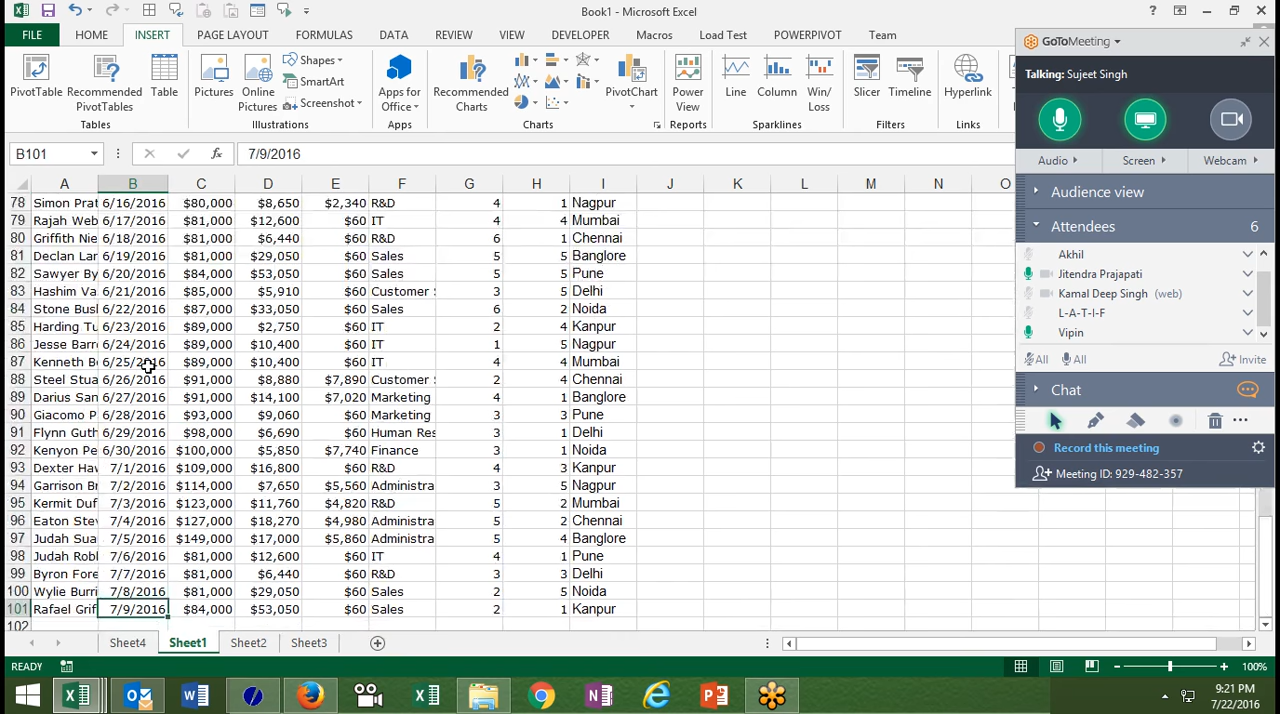 Book1 - Microsoft Excel
FILE HOME INSERT PAGE LAYOUT FORMULAS DATA REVIEW VIEW DEVELOPER Macros Load Test POWERPIVOT Team
PivotTable Recommended PivotTables Table Pictures Online Pictures Shapes SmartArt Screenshot Apps for Office Recommended Charts PivotChart Power View Line Column Win/Loss Slicer Timeline Hyperlink
Tables Illustrations Apps Charts Reports Sparklines Filters Links
B101 fx 7/9/2016
A B C D E F G H I J K L M N O
78 Simon Prat 6/16/2016 $80,000 $8,650 $2,340 R&D 4 1 Nagpur
79 Rajah Web 6/17/2016 $81,000 $12,600 $60 IT 4 4 Mumbai
80 Griffith Nie 6/18/2016 $81,000 $6,440 $60 R&D 6 1 Chennai
81 Declan Lar 6/19/2016 $81,000 $29,050 $60 Sales 5 5 Banglore
82 Sawyer By 6/20/2016 $84,000 $53,050 $60 Sales 5 5 Pune
83 Hashim Va 6/21/2016 $85,000 $5,910 $60 Customer 3 5 Delhi
84 Stone Bus 6/22/2016 $87,000 $33,050 $60 Sales 6 2 Noida
85 Harding Tu 6/23/2016 $89,000 $2,750 $60 IT 2 4 Kanpur
86 Jesse Barr 6/24/2016 $89,000 $10,400 $60 IT 1 5 Nagpur
87 Kenneth B 6/25/2016 $89,000 $10,400 $60 IT 4 4 Mumbai
88 Steel Stua 6/26/2016 $91,000 $8,880 $7,890 Customer 2 4 Chennai
89 Darius San 6/27/2016 $91,000 $14,100 $7,020 Marketing 4 1 Banglore
90 Giacomo P 6/28/2016 $93,000 $9,060 $60 Marketing 3 3 Pune
91 Flynn Guth 6/29/2016 $98,000 $6,690 $60 Human Res 3 1 Delhi
92 Kenyon Pe 6/30/2016 $100,000 $5,850 $7,740 Finance 3 1 Noida
93 Dexter Hav 7/1/2016 $109,000 $16,800 $60 R&D 4 3 Kanpur
94 Garrison B 7/2/2016 $114,000 $7,650 $5,560 Administra 3 5 Nagpur
95 Kermit Duf 7/3/2016 $123,000 $11,760 $4,820 R&D 5 2 Mumbai
96 Eaton Stev 7/4/2016 $127,000 $18,270 $4,980 Administra 5 2 Chennai
97 Judah Sua 7/5/2016 $149,000 $17,000 $5,860 Administra 5 4 Banglore
98 Judah Robl 7/6/2016 $81,000 $12,600 $60 IT 4 1 Pune
99 Byron Fore 7/7/2016 $81,000 $6,440 $60 R&D 3 3 Delhi
100 Wylie Burri 7/8/2016 $81,000 $29,050 $60 Sales 2 5 Noida
101 Rafael Grif 7/9/2016 $84,000 $53,050 $60 Sales 2 1 Kanpur
102
Sheet4 Sheet1 Sheet2 Sheet3
READY 100%
9:21 PM
7/22/2016
GoToMeeting
Talking: Sujeet Singh
Audio Screen Webcam
Audience view
Attendees 6
Akhil
Jitendra Prajapati
Kamal Deep Singh (web)
L-A-T-I-F
Vipin
All All Invite
Chat
Record this meeting
Meeting ID: 929-482-357